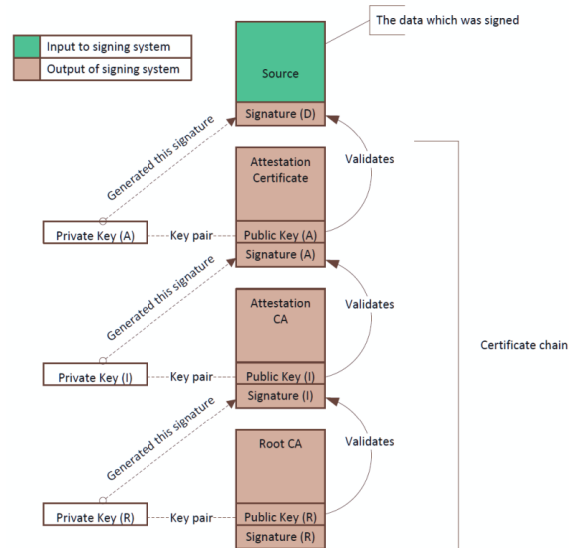 The data which was signed
Input to signing system
Output of signing system
Source
Signature (D)
Generated this signature
Validates
Attestation
Certificate
Private Key (A)
Key pair
Public Key (A)
Signature (A)
Generated this signature
Validates
Attestation
CA
Certificate chain
Private Key (I)
Key pair
Public Key (I)
Signature (I)
Generated this signature
Validates
Root CA
Private Key (R)
Key pair
Public Key (R)
Signature (R)